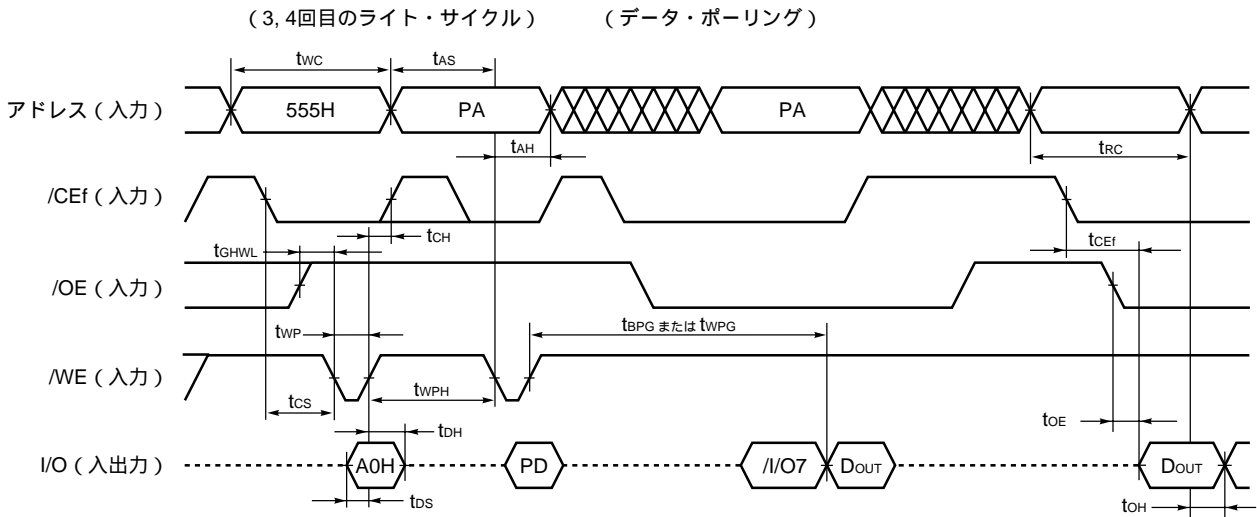 （3, 4回目のライト・サイクル） （データ・ポーリング）
tWC tAS
アドレス（入力） 555H PA PA
tAH tRC
/CEf（入力）
tCH tCEf
tGHWL
/OE（入力）
tWP tBPG または tWPG
/WE（入力）
tCS tWPH tOE
tDH
I/O（入出力） A0H PD /I/O7 DOUT DOUT
tDS tOH